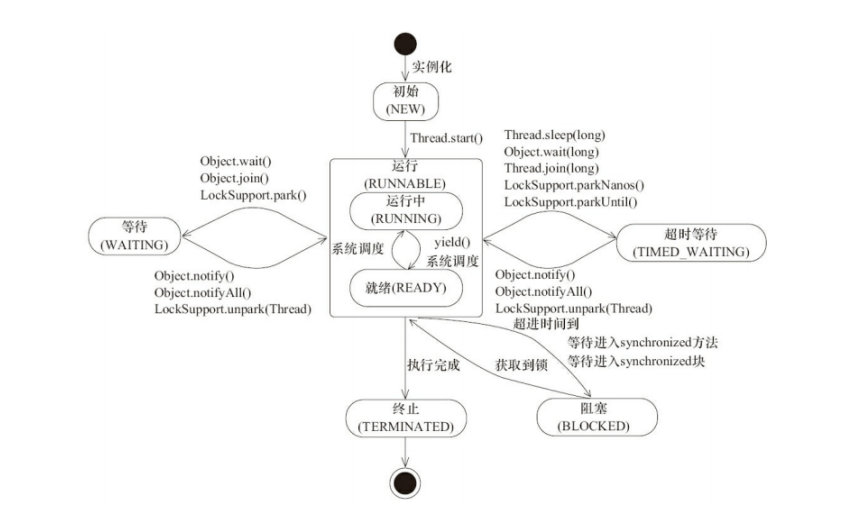 实例化
初始
(NEW)
Thread.start()
Object.wait()
Object.join()
LockSupport.park()
Thread.sleep(long)
Object.wait(long)
Thread.join(long)
LockSupport.parkNanos()
LockSupport.parkUntil()
运行
(RUNNABLE)
运行中
(RUNNING)
等待
(WAITING)
超时等待
(TIMED_WAITING)
系统调度
yield()
系统调度
就绪(READY)
Object.notify()
Object.notifyAll()
LockSupport.unpark(Thread)
Object.notify()
Object.notifyAll()
LockSupport.unpark(Thread)
超进时间到
等待进入synchronized方法
等待进入synchronized块
执行完成
获取到锁
终止
(TERMINATED)
阻塞
(BLOCKED)